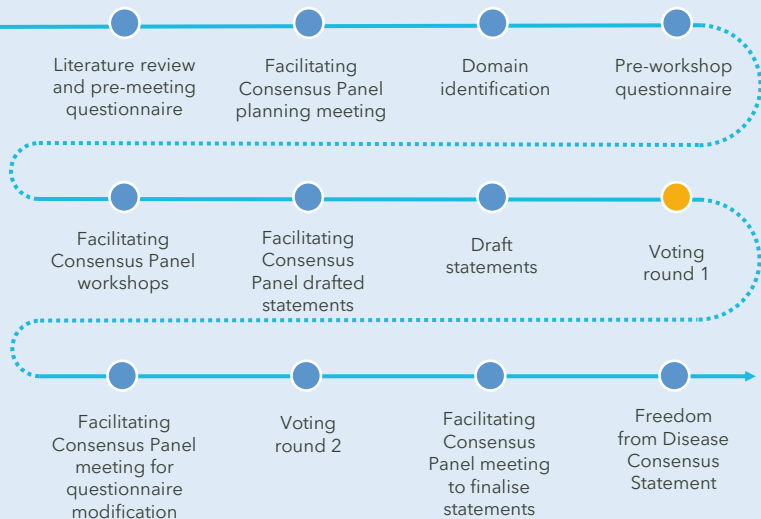 Literature review
and pre-meeting
questionnaire
Facilitating
Consensus Panel
planning meeting
Domain
identification
Pre-workshop
questionnaire
Facilitating
Consensus Panel
workshops
Facilitating
Consensus
Panel drafted
statements
Draft
statements
Voting
round 1
Facilitating
Consensus Panel
meeting for
questionnaire
modification
Voting
round 2
Facilitating
Consensus
Panel meeting
to finalise
statements
Freedom
from Disease
Consensus
Statement